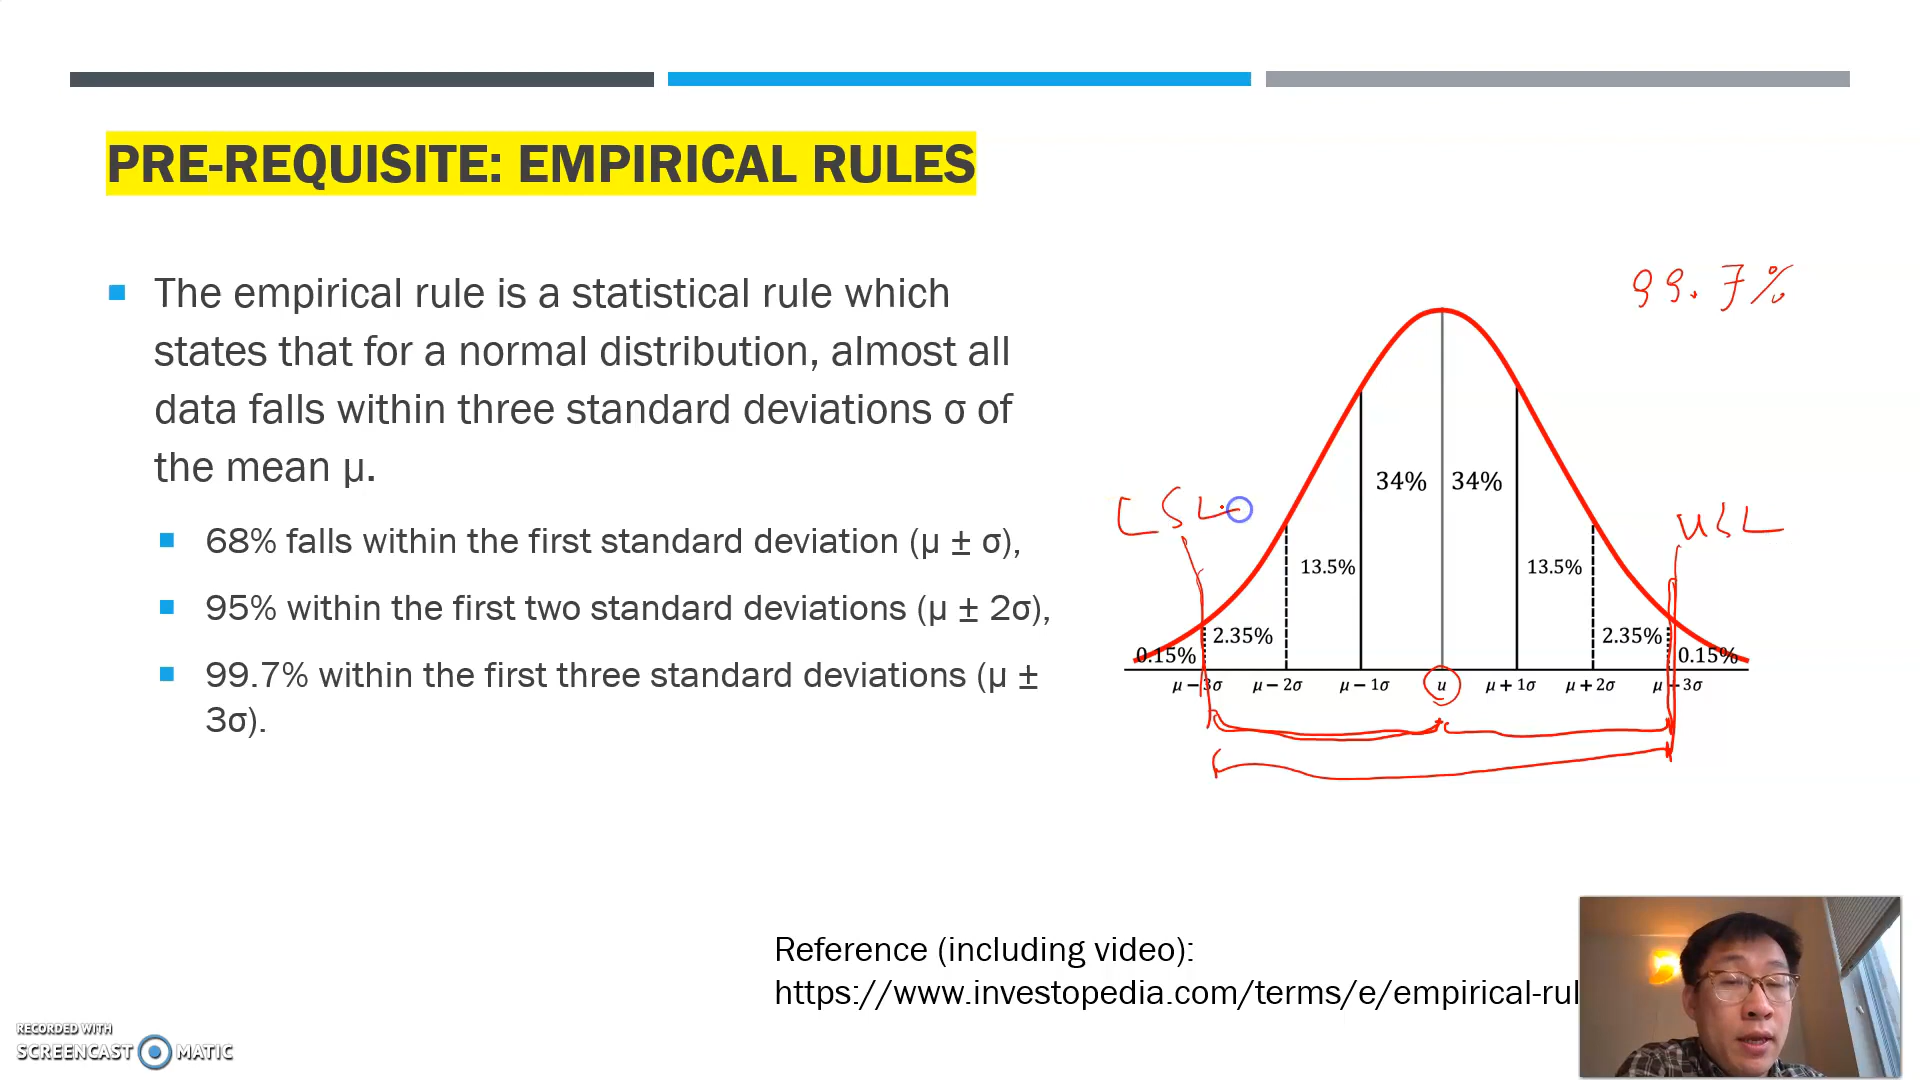 PRE-REQUISITE: EMPIRICAL RULES
The empirical rule is a statistical rule which
states that for a normal distribution, almost all
data falls within three standard deviations σ of
the mean µ.
68% falls within the first standard deviation (µ ± σ),
95% within the first two standard deviations (µ ± 2σ),
99.7% within the first three standard deviations (µ ±
3σ).
99.7%
34% 34%
LSL USL
13.5% 13.5%
2.35% 2.35%
0.15% 0.15%
μ − 3σ μ − 2σ μ − 1σ u μ + 1σ μ + 2σ μ + 3σ
Reference (including video):
https://www.investopedia.com/terms/e/empirical-rul
RECORDED WITH
SCREENCAST MATIC